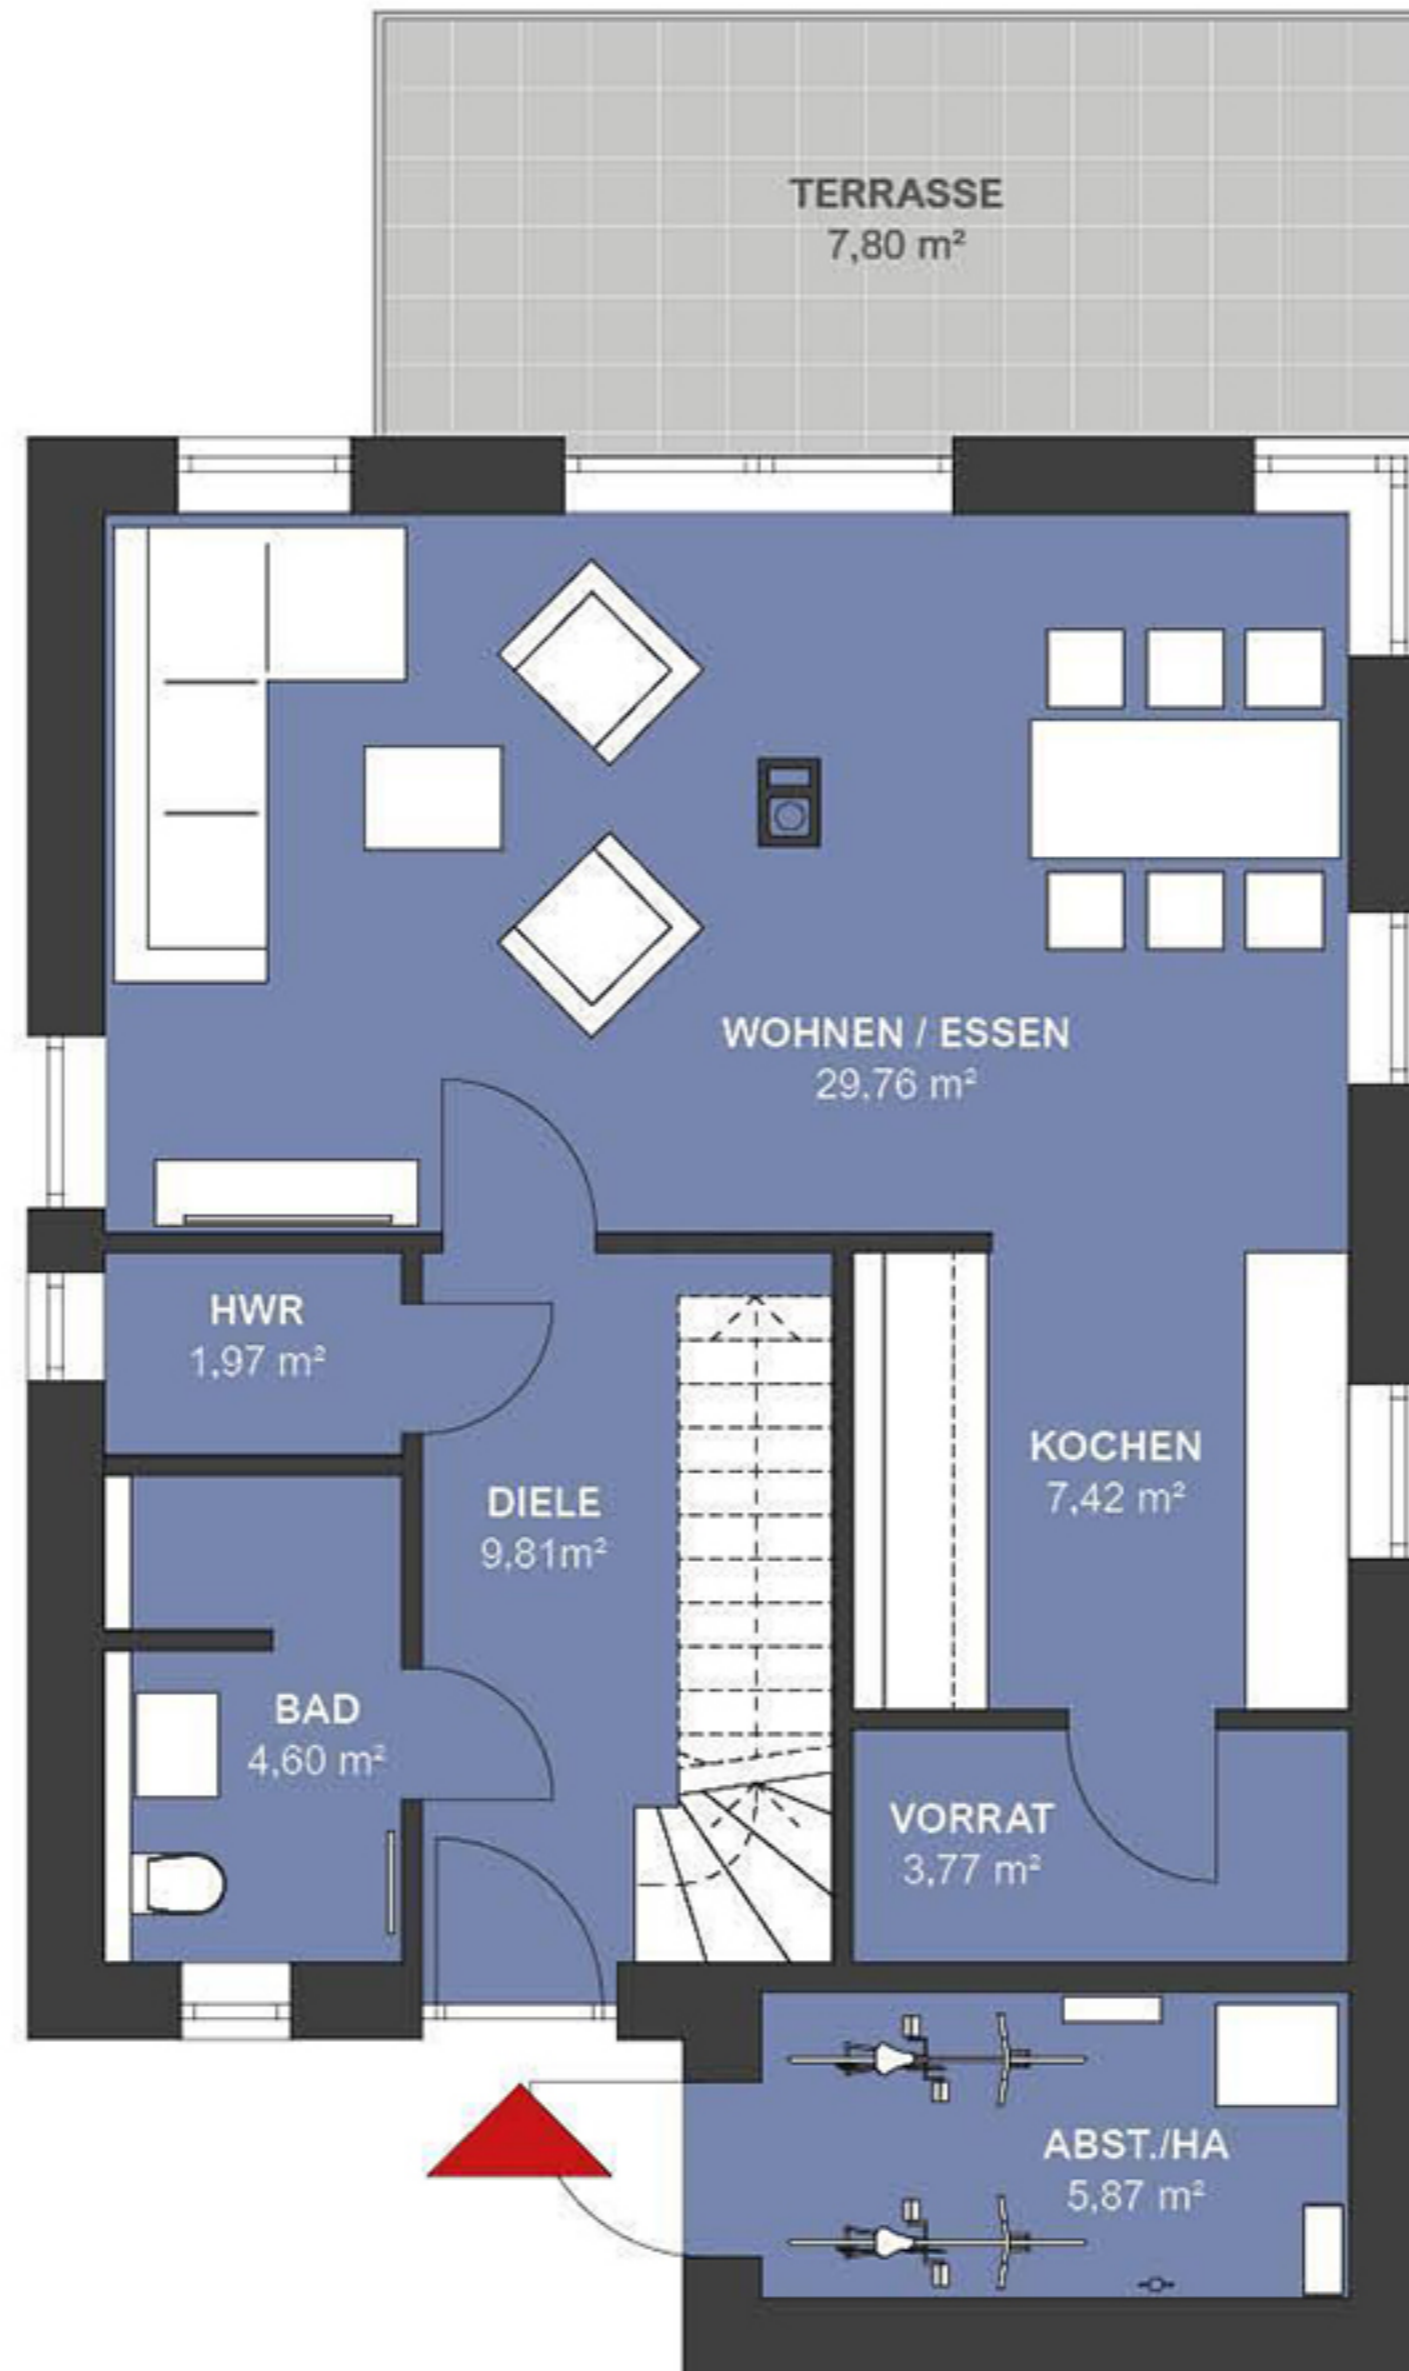 TERRASSE
7,80 m²
WOHNEN / ESSEN
29,76 m²
HWR
1,97 m²
KOCHEN
7,42 m²
DIELE
9,81m²
BAD
4,60 m²
VORRAT
3,77 m²
ABST./HA
5,87 m²